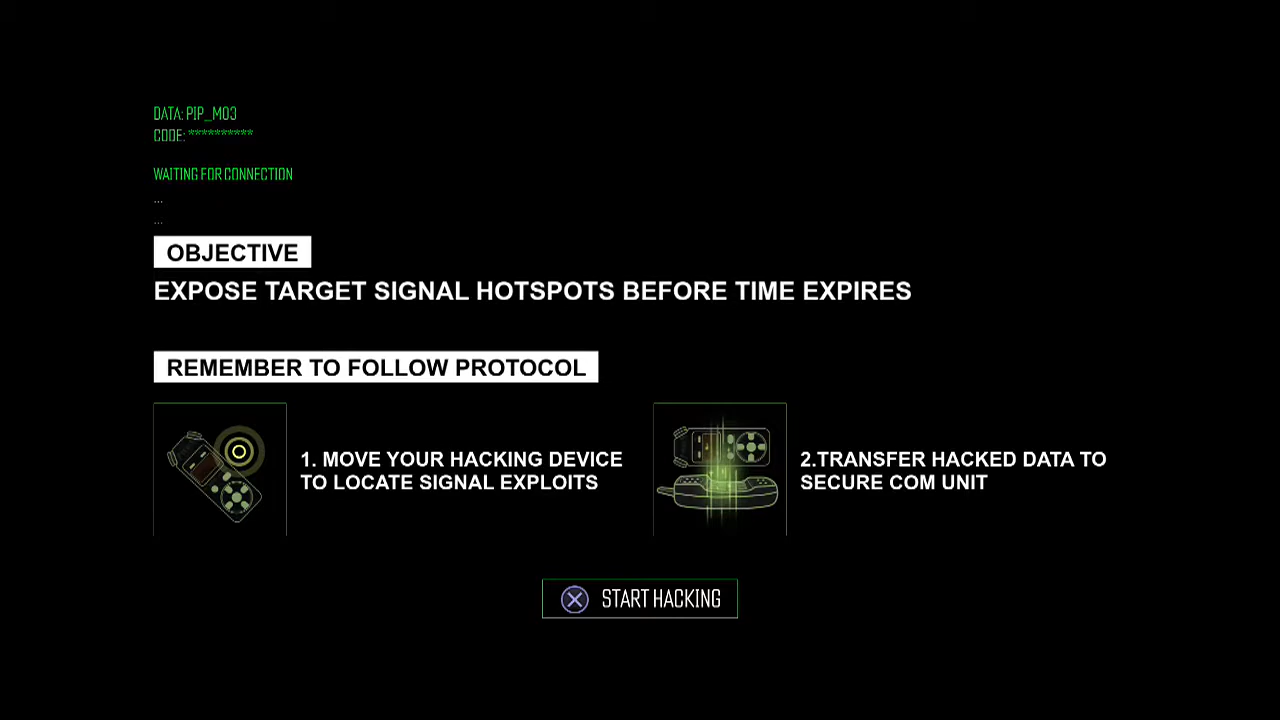 DATA: PIP_M03
CODE: **********
WAITING FOR CONNECTION
...
...
OBJECTIVE
EXPOSE TARGET SIGNAL HOTSPOTS BEFORE TIME EXPIRES
REMEMBER TO FOLLOW PROTOCOL
1. MOVE YOUR HACKING DEVICE
TO LOCATE SIGNAL EXPLOITS
2.TRANSFER HACKED DATA TO
SECURE COM UNIT
START HACKING